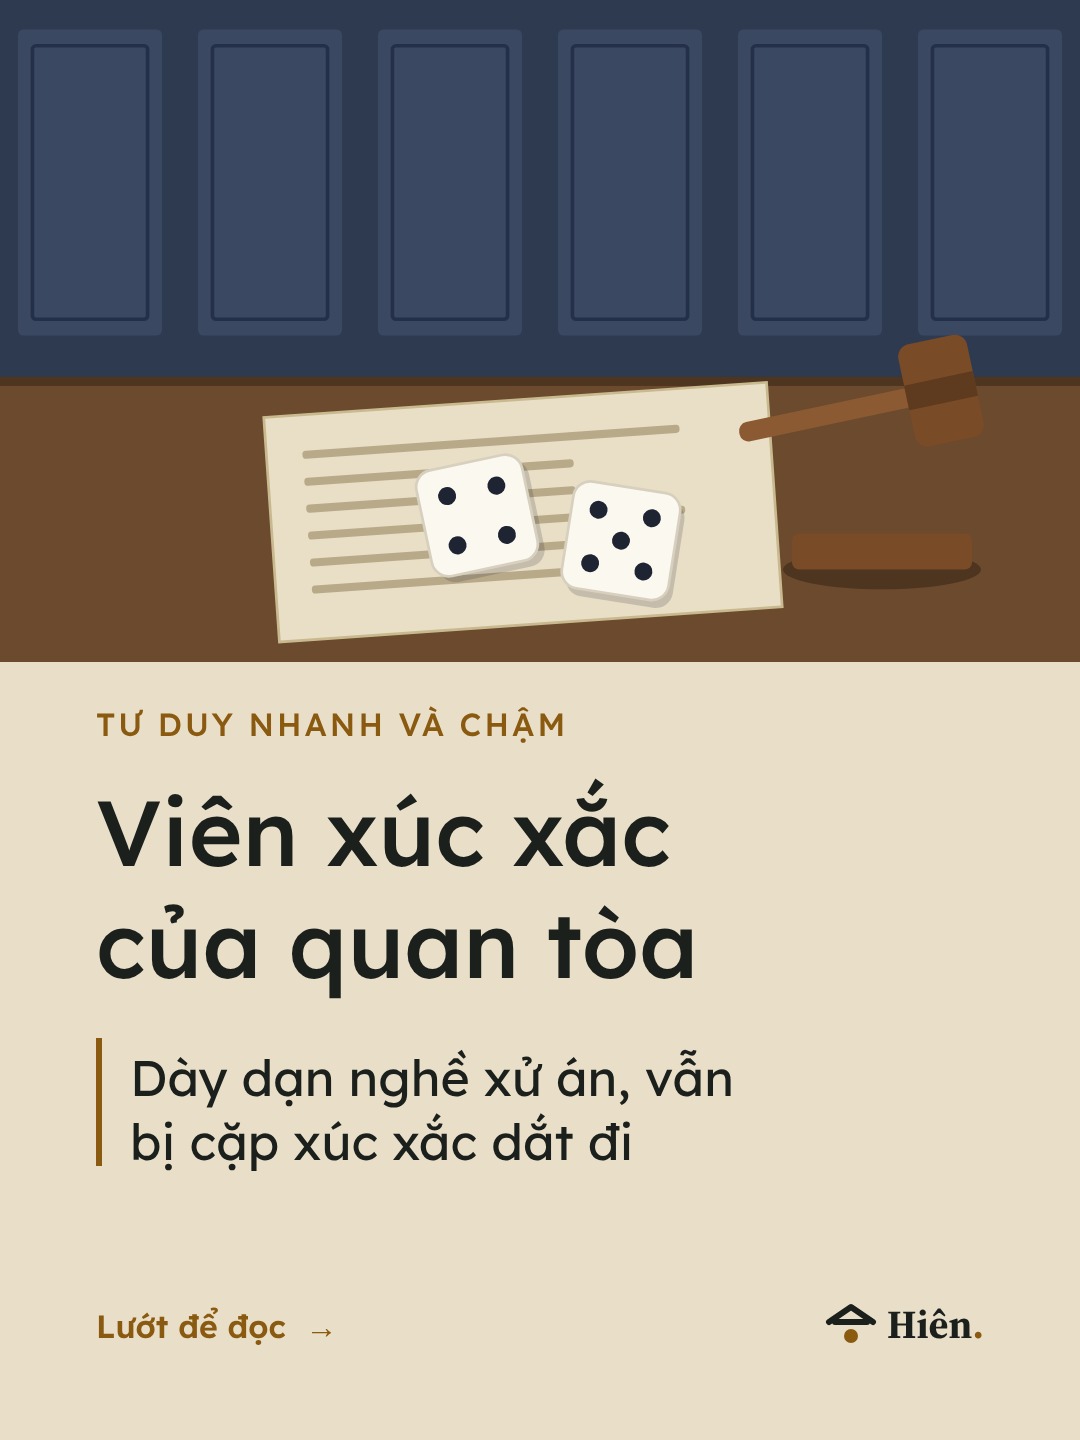 TƯ DUY NHANH VÀ CHẬM
Viên xúc xắc
của quan tòa
Dày dạn nghề xử án, vẫn
bị cặp xúc xắc dắt đi
Lướt để đọc →
Hiên.